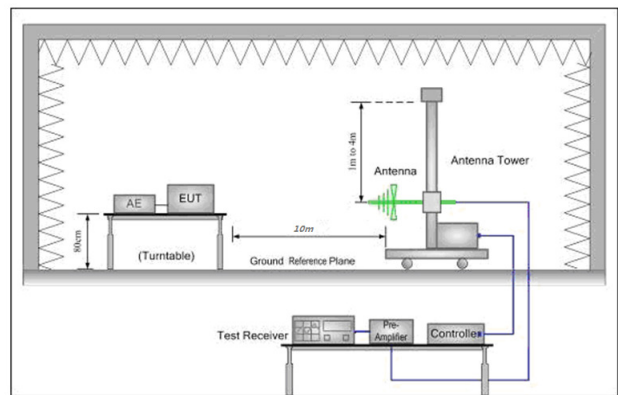 1m to 4m
Antenna
Antenna Tower
AE
EUT
80cm
(Turntable)
10m
Ground Reference Plane
Test Receiver
Pre-
Amplifier
Controller